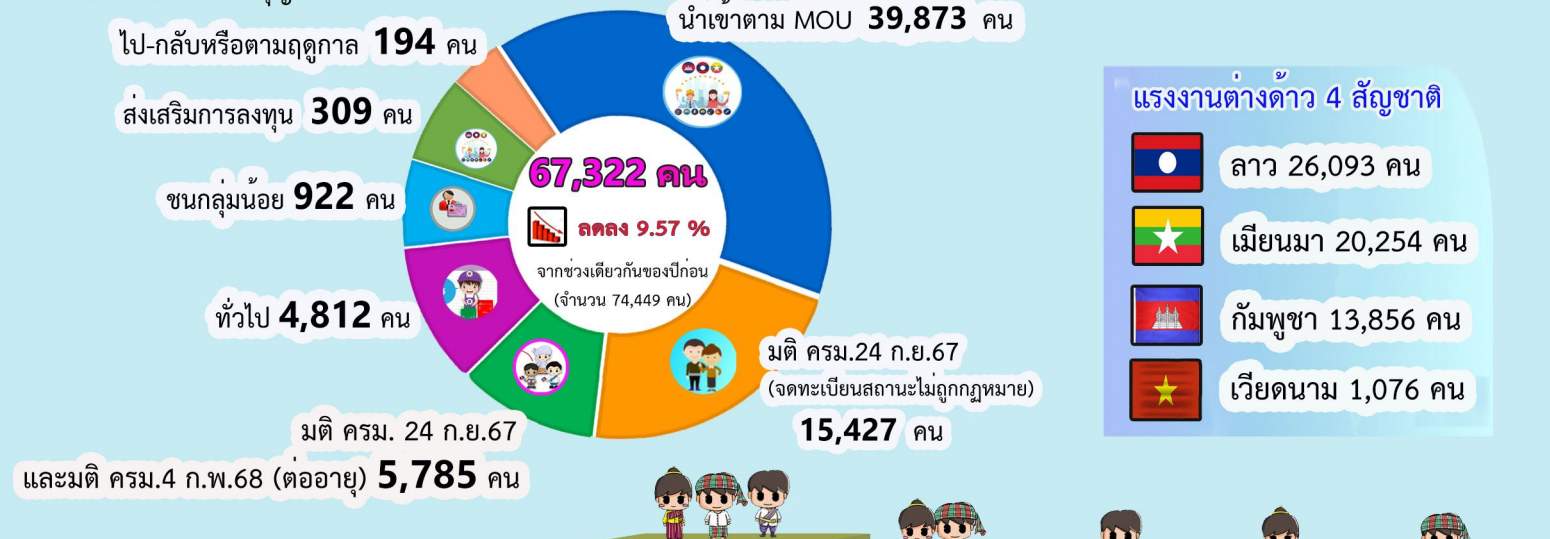 นำเข้าตาม MOU 39,873 คน
ไป-กลับหรือตามฤดูกาล 194 คน
ส่งเสริมการลงทุน 309 คน
ชนกลุ่มน้อย 922 คน
ทั่วไป 4,812 คน
มติ ครม. 24 ก.ย.67
และมติ ครม.4 ก.พ.68 (ต่ออายุ) 5,785 คน
67,322 คน
ลดลง 9.57 %
จากช่วงเดียวกันของปีก่อน
(จำนวน 74,449 คน)
มติ ครม.24 ก.ย.67
(จดทะเบียนสถานะไม่ถูกกฎหมาย)
15,427 คน
แรงงานต่างด้าว 4 สัญชาติ
ลาว 26,093 คน
เมียนมา 20,254 คน
กัมพูชา 13,856 คน
เวียดนาม 1,076 คน